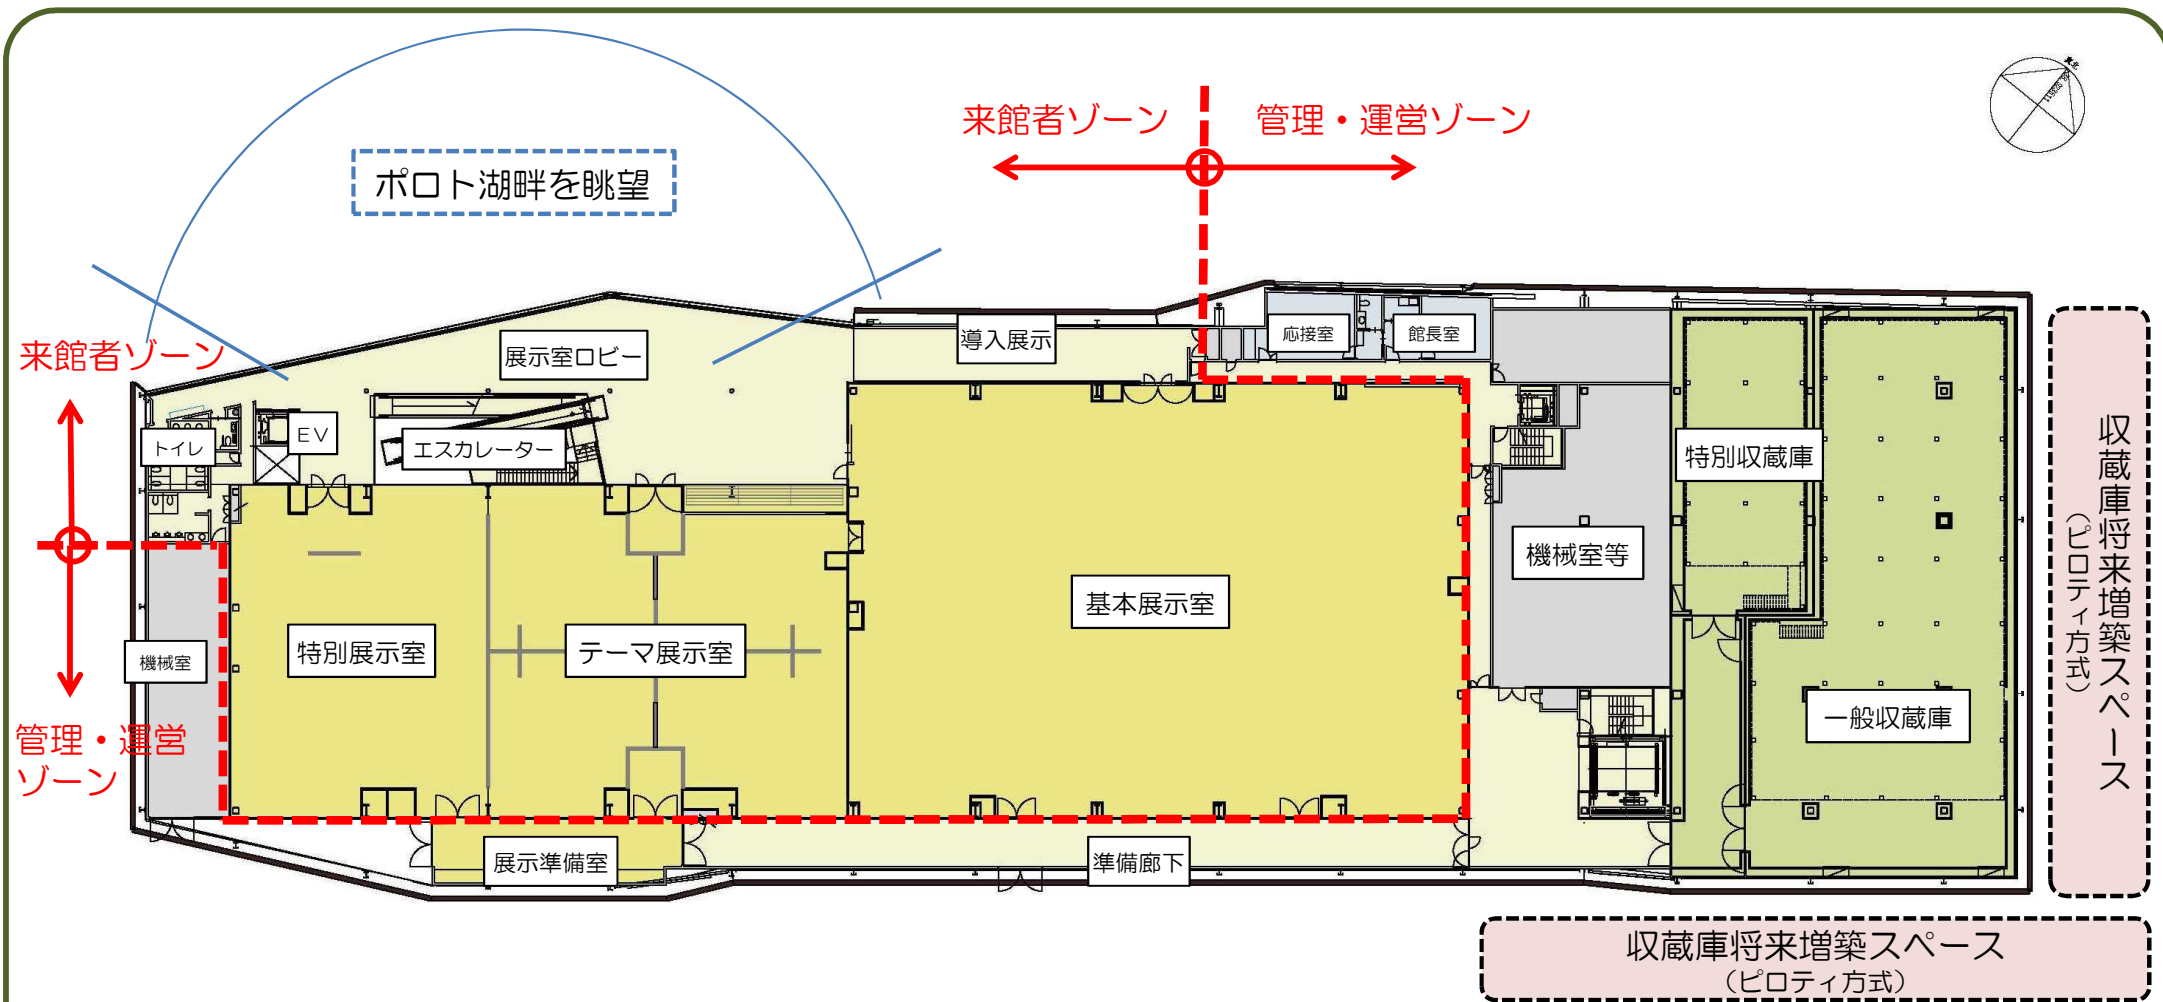 来館者ゾーン
管理・運営ゾーン
ポロト湖畔を眺望
来館者ゾーン
展示室ロビー
導入展示
応接室
館長室
トイレ
EV
エスカレーター
特別収蔵庫
機械室等
基本展示室
機械室
特別展示室
テーマ展示室
一般収蔵庫
管理・運営
ゾーン
展示準備室
準備廊下
収蔵庫将来増築スペース
（ピロティ方式）
収蔵庫将来増築スペース
（ピロティ方式）